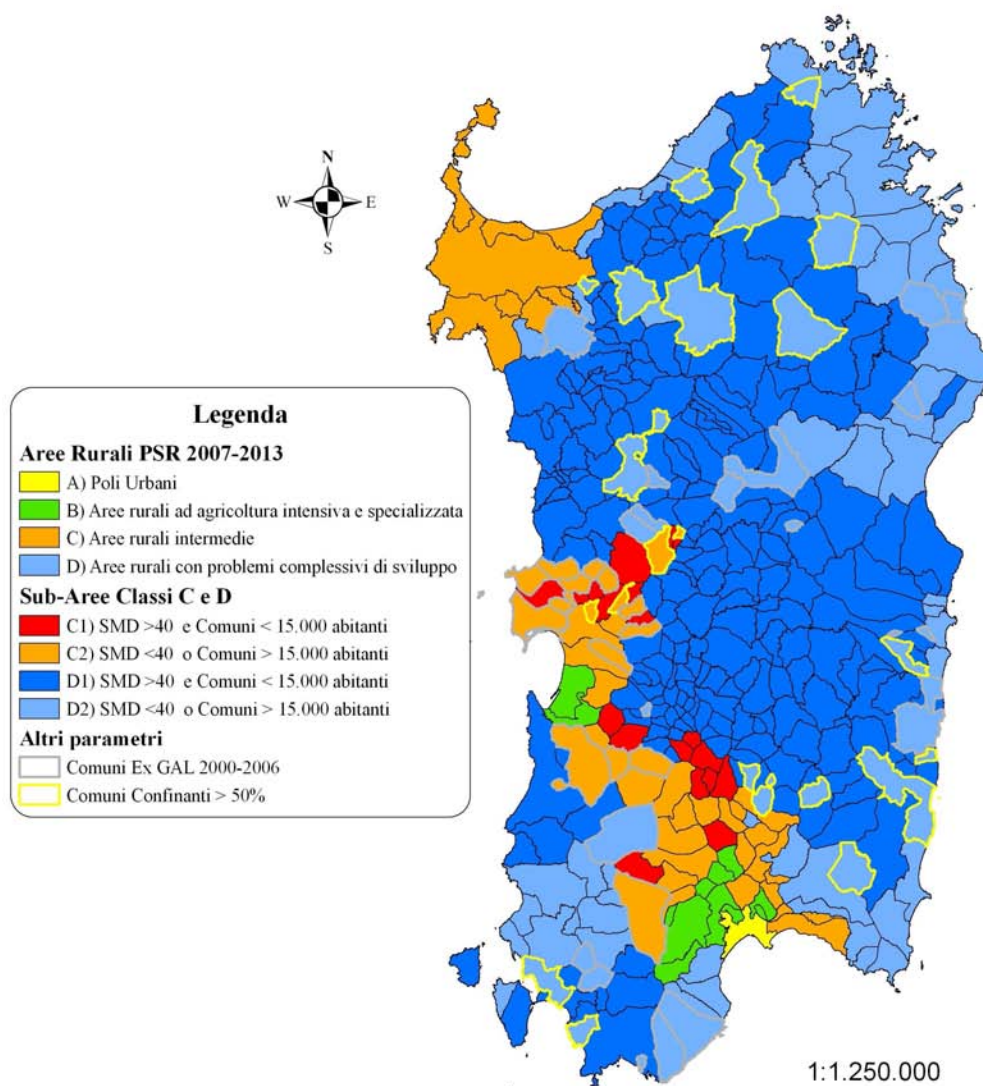 N
W E
S
Legenda
Aree Rurali PSR 2007-2013
A) Poli Urbani
B) Aree rurali ad agricoltura intensiva e specializzata
C) Aree rurali intermedie
D) Aree rurali con problemi complessivi di sviluppo
Sub-Aree Classi C e D
C1) SMD >40 e Comuni < 15.000 abitanti
C2) SMD <40 o Comuni > 15.000 abitanti
D1) SMD >40 e Comuni < 15.000 abitanti
D2) SMD <40 o Comuni > 15.000 abitanti
Altri parametri
Comuni Ex GAL 2000-2006
Comuni Confinanti > 50%
1:1.250.000